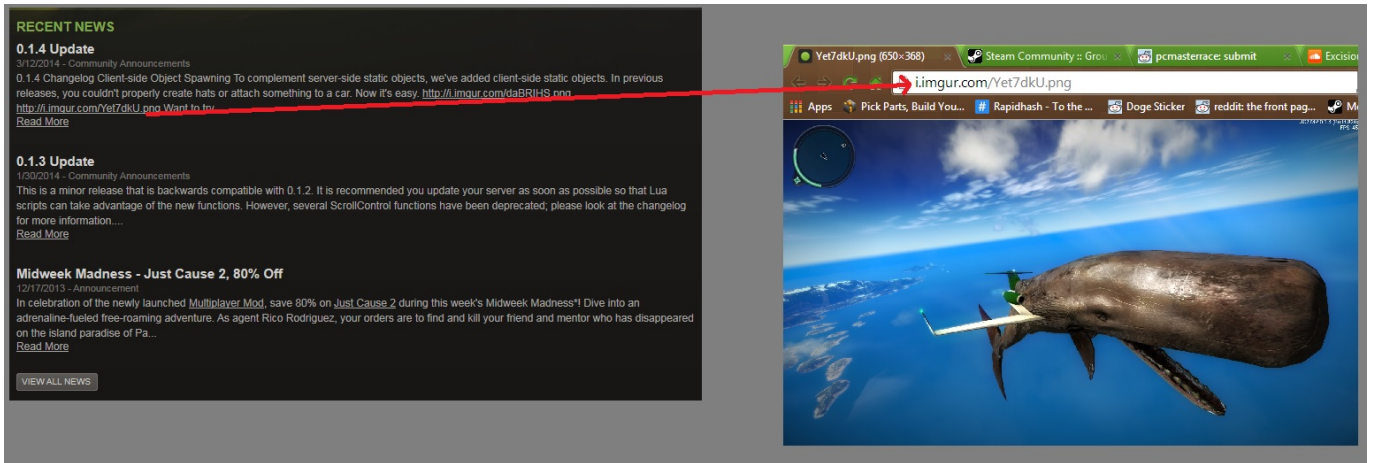 RECENT NEWS
0.1.4 Update
3/12/2014 - Community Announcements
0.1.4 Changelog Client-side Object Spawning To complement server-side static objects, we've added client-side static objects. In previous
releases, you couldn't properly create hats or attach something to a car. Now it's easy. http://i.imgur.com/daBRIHS.png
http://i.imgur.com/Yet7dkU.png Want to try
Read More
0.1.3 Update
1/30/2014 - Community Announcements
This is a minor release that is backwards compatible with 0.1.2. It is recommended you update your server as soon as possible so that Lua
scripts can take advantage of the new functions. However, several ScrollControl functions have been deprecated; please look at the changelog
for more information....
Read More
Midweek Madness - Just Cause 2, 80% Off
12/17/2013 - Announcement
In celebration of the newly launched Multiplayer Mod, save 80% on Just Cause 2 during this week's Midweek Madness*! Dive into an
adrenaline-fueled free-roaming adventure. As agent Rico Rodriguez, your orders are to find and kill your friend and mentor who has disappeared
on the island paradise of Pa...
Read More
VIEW ALL NEWS
Yet7dkU.png (650×368)
Steam Community :: Grou
pcmasterrace: submit
Excision
i.imgur.com/Yet7dkU.png
Apps
Pick Parts, Build You...
Rapidhash - To the ...
Doge Sticker
reddit: the front pag...